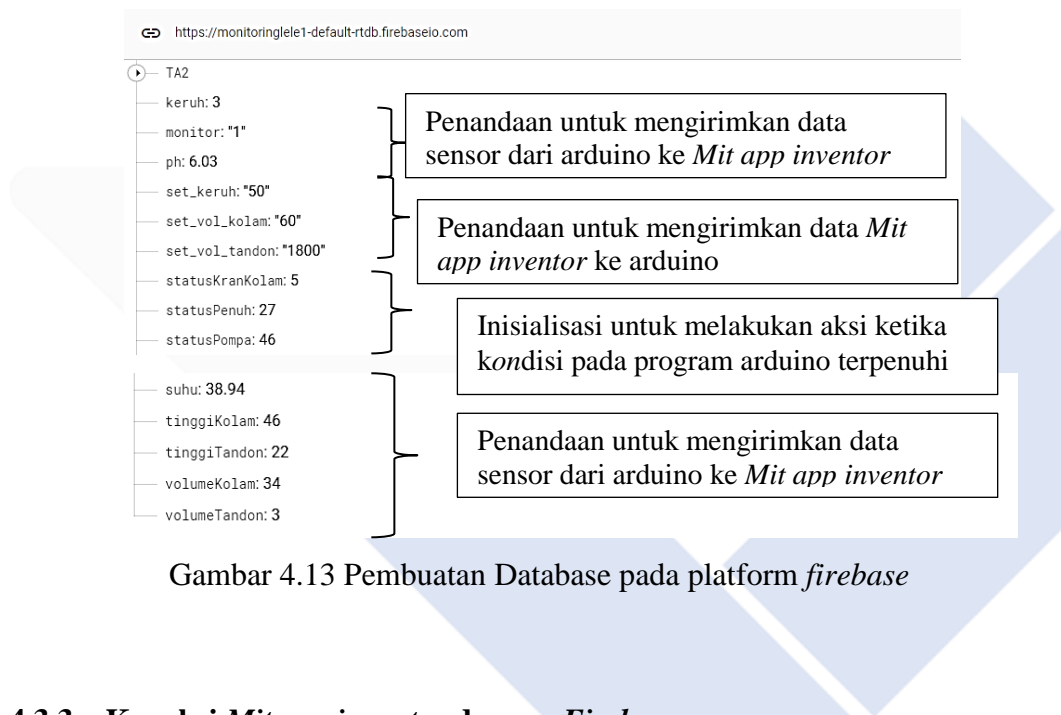 https://monitoringlele1-default-rtdb.firebaseio.com
TA2
keruh: 3
monitor: "1"
ph: 6.03
Penandaan untuk mengirimkan data
sensor dari arduino ke Mit app inventor
set_keruh: "50"
set_vol_kolam: "60"
set_vol_tandon: "1800"
Penandaan untuk mengirimkan data Mit
app inventor ke arduino
statusKranKolam: 5
statusPenuh: 27
statusPompa: 46
Inisialisasi untuk melakukan aksi ketika
kondisi pada program arduino terpenuhi
suhu: 38.94
tinggiKolam: 46
tinggiTandon: 22
volumeKolam: 34
volumeTandon: 3
Penandaan untuk mengirimkan data
sensor dari arduino ke Mit app inventor
Gambar 4.13 Pembuatan Database pada platform firebase